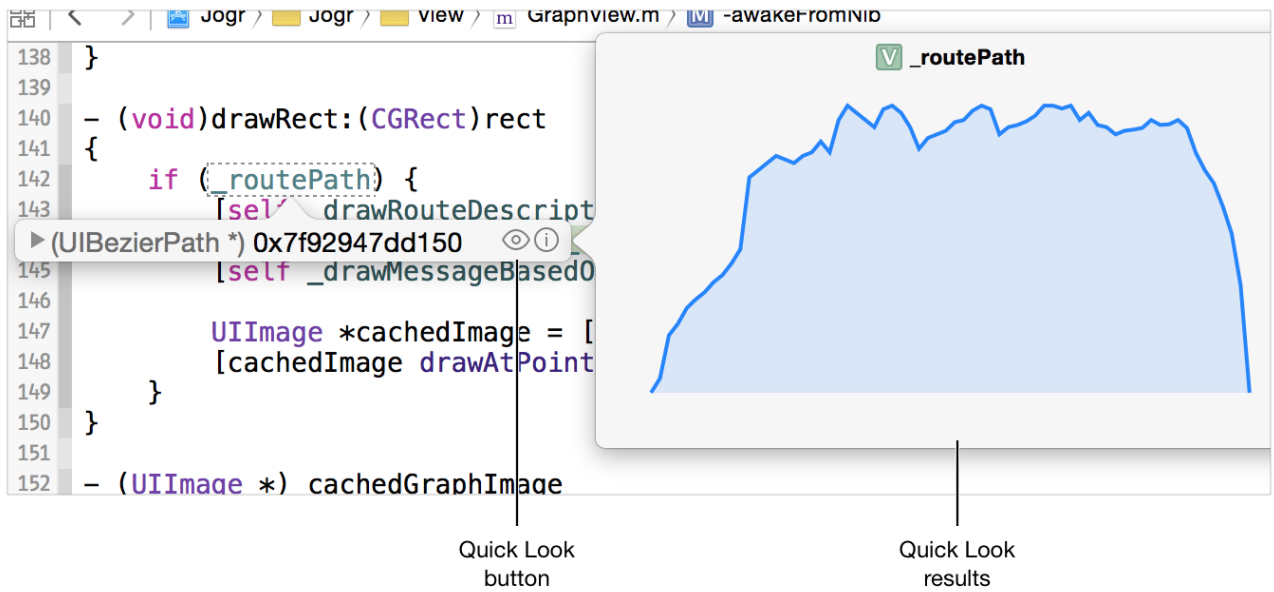 Jogr Jogr View m GraphView.m M -awakeFromNib
V _routePath
138 }
139
140 - (void)drawRect:(CGRect)rect
141 {
142 if (_routePath) {
143 [self _drawRouteDescript
(UIBezierPath *) 0x7f92947dd150
145 [self _drawMessageBasedO
146
147 UIImage *cachedImage = [
148 [cachedImage drawAtPoint
149 }
150 }
151
152 - (UIImage *) cachedGraphImage
Quick Look
button
Quick Look
results